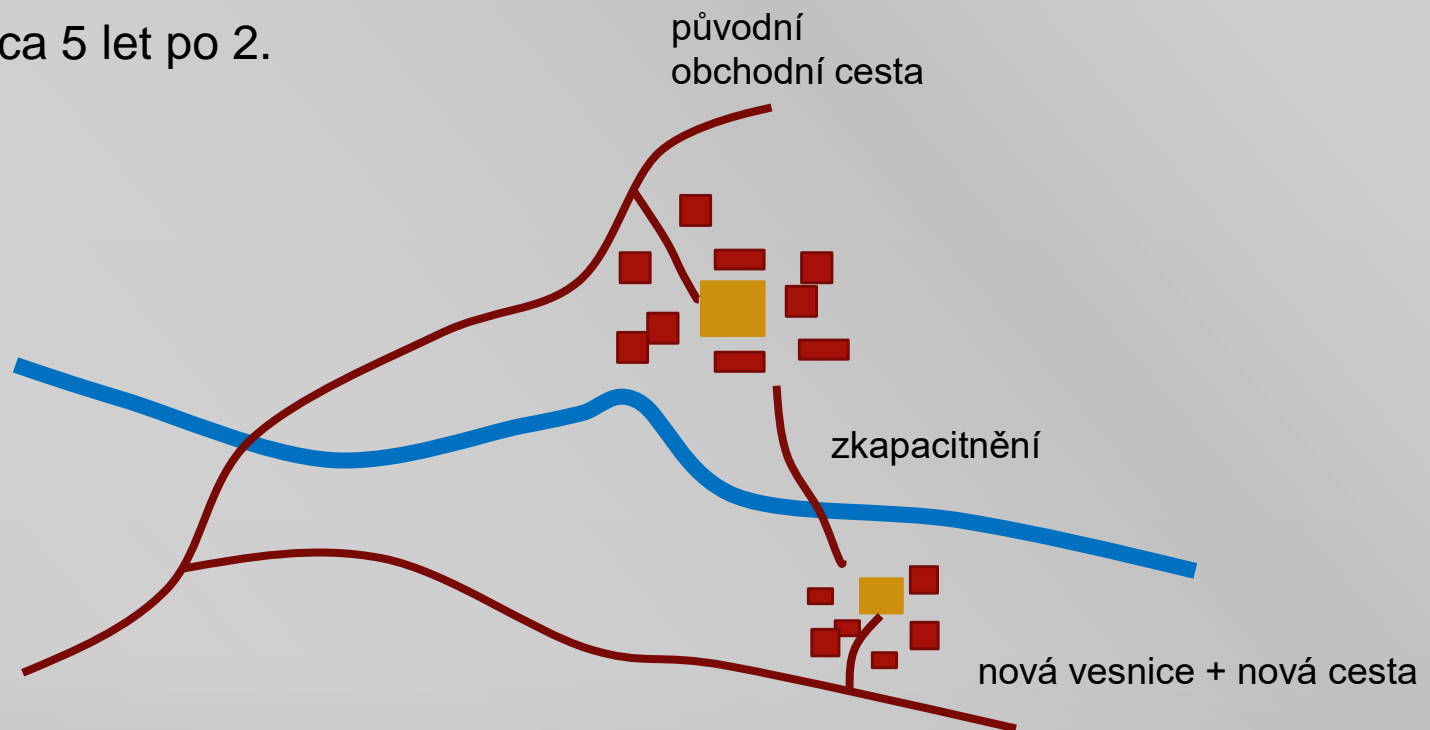 ca 5 let po 2.
původní
obchodní cesta
zkapacitnění
nová vesnice + nová cesta